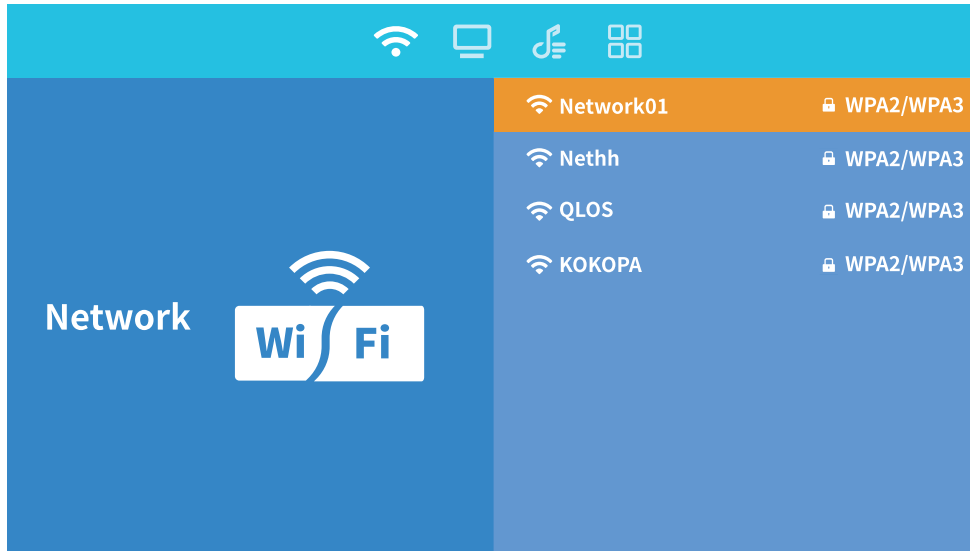 Network01 WPA2/WPA3
Nethh WPA2/WPA3
QLOS WPA2/WPA3
KOKOPA WPA2/WPA3
Network
Wi Fi